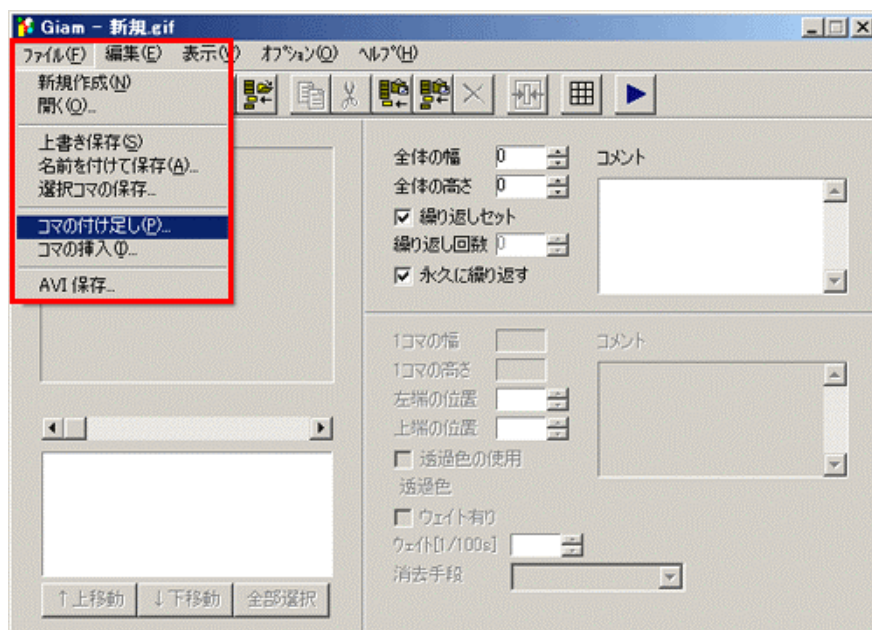 Giam - 新規.gif
ファイル(F) 編集(E) 表示(V) オプション(O) ヘルプ(H)
新規作成(N)
開く(O)...
上書き保存(S)
名前を付けて保存(A)...
選択コマの保存...
コマの付け足し(P)...
コマの挿入(I)...
AVI 保存...
全体の幅 0
全体の高さ 0
繰り返しセット
繰り返し回数 0
永久に繰り返す
コメント
1コマの幅
1コマの高さ
左端の位置
上端の位置
透過色の使用
透過色
ウェイト有り
ウェイト[1/100s]
消去手段
コメント
↑上移動 ↓下移動 全部選択